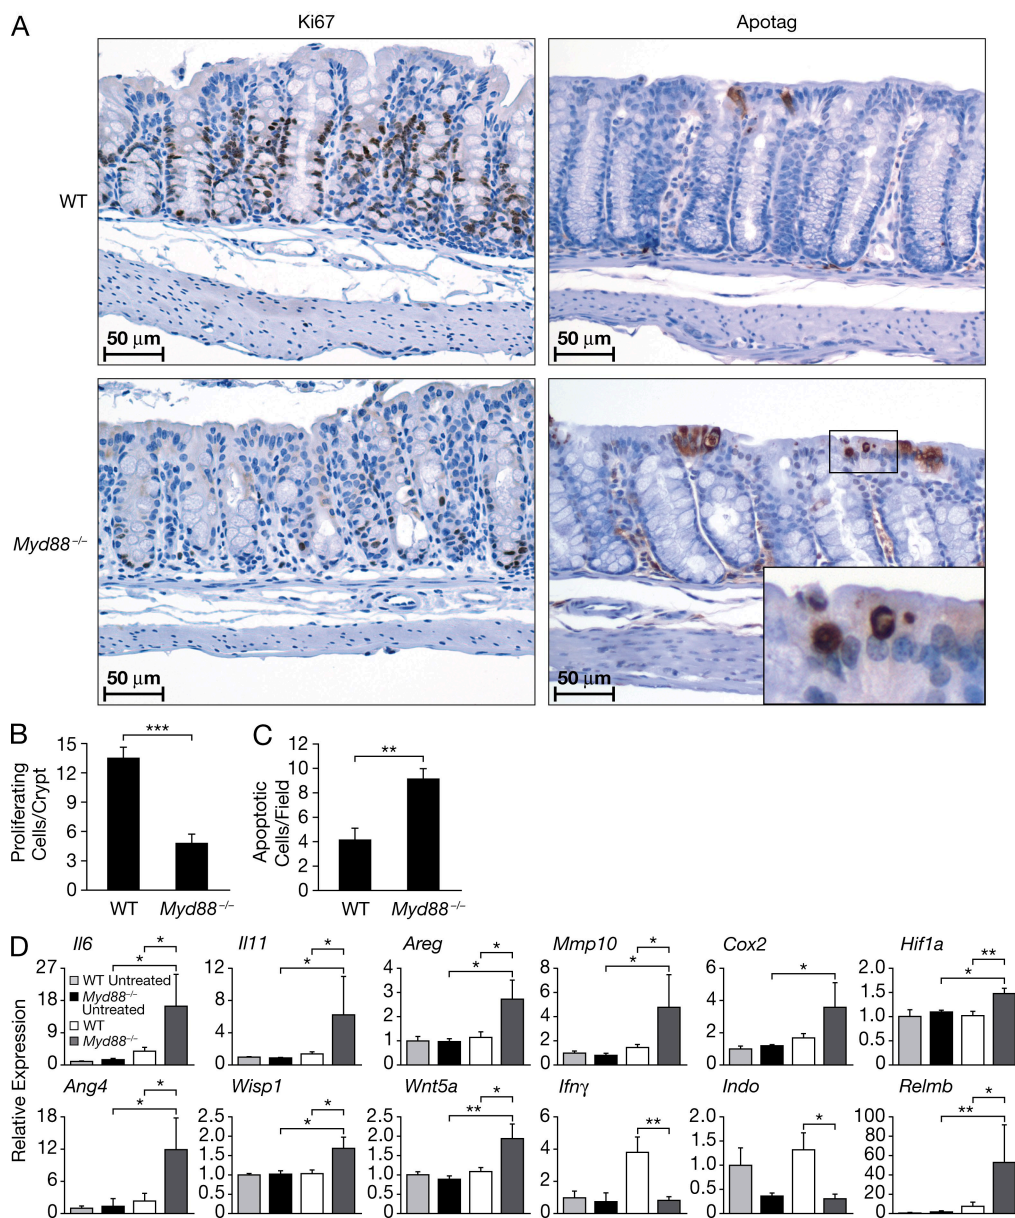 A
Ki67
Apotag
WT
50 µm
50 µm
Myd88–/–
50 µm
50 µm
B
***
15
12
9
6
3
0
Proliferating
Cells/Crypt
WT
Myd88–/–
C
**
12
10
8
6
4
2
0
Apoptotic
Cells/Field
WT
Myd88–/–
D
Relative Expression
Il6
*
*
27
18
9
0
WT Untreated
Myd88–/–
Untreated
WT
Myd88–/–
Il11
*
*
12
8
4
0
Areg
*
*
4
3
2
1
0
Mmp10
*
*
8
6
4
2
0
Cox2
*
6
4
2
0
Hif1a
**
*
2.0
1.5
1.0
0.5
0
Ang4
*
*
18
12
6
0
Wisp1
*
*
2.5
2.0
1.5
1.0
0.5
0
Wnt5a
*
**
2.5
2.0
1.5
1.0
0.5
0
Ifnγ
**
6
4
2
0
Indo
*
2.0
1.5
1.0
0.5
0
Relmb
*
**
100
80
60
40
20
0